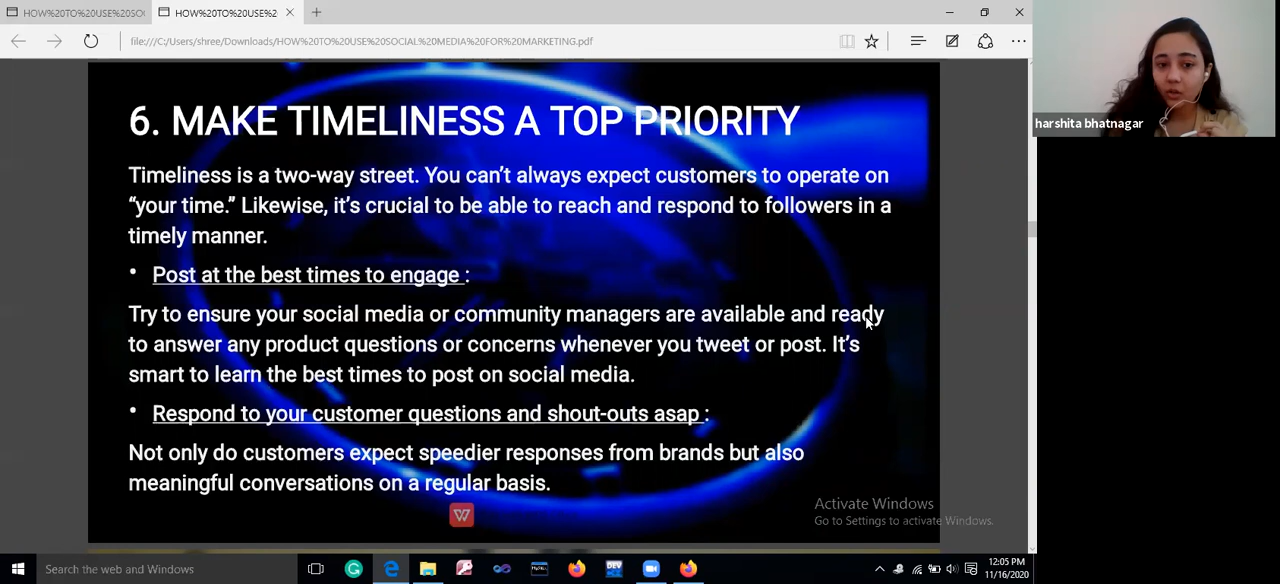 HOW%20TO%20USE%20SO
HOW%20TO%20USE%20
file:///C:/Users/shree/Downloads/HOW%20TO%20USE%20SOCIAL%20MEDIA%20FOR%20MARKETING.pdf
harshita bhatnagar
6. MAKE TIMELINESS A TOP PRIORITY
Timeliness is a two-way street. You can’t always expect customers to operate on
“your time.” Likewise, it’s crucial to be able to reach and respond to followers in a
timely manner.
• Post at the best times to engage :
Try to ensure your social media or community managers are available and ready
to answer any product questions or concerns whenever you tweet or post. It’s
smart to learn the best times to post on social media.
• Respond to your customer questions and shout-outs asap :
Not only do customers expect speedier responses from brands but also
meaningful conversations on a regular basis.
W
Activate Windows
Go to Settings to activate Windows.
Search the web and Windows
DEV
12:05 PM
11/16/2020